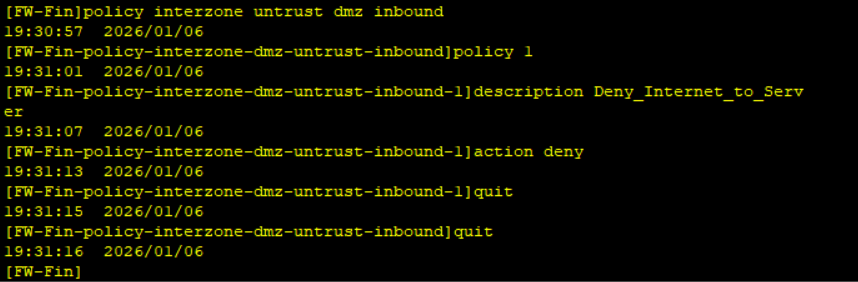 [FW-Fin]policy interzone untrust dmz inbound
19:30:57  2026/01/06
[FW-Fin-policy-interzone-dmz-untrust-inbound]policy 1
19:31:01  2026/01/06
[FW-Fin-policy-interzone-dmz-untrust-inbound-1]description Deny_Internet_to_Serv
er
19:31:07  2026/01/06
[FW-Fin-policy-interzone-dmz-untrust-inbound-1]action deny
19:31:13  2026/01/06
[FW-Fin-policy-interzone-dmz-untrust-inbound-1]quit
19:31:15  2026/01/06
[FW-Fin-policy-interzone-dmz-untrust-inbound]quit
19:31:16  2026/01/06
[FW-Fin]